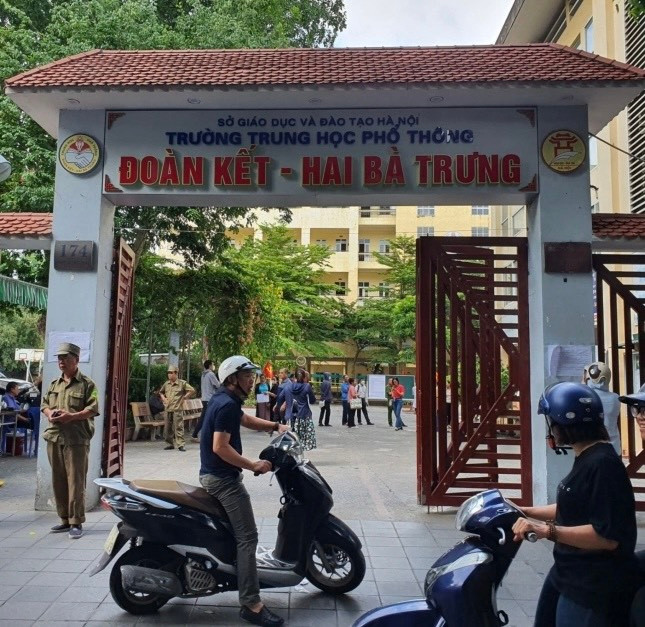 SỞ GIÁO DỤC VÀ ĐÀO TẠO HÀ NỘI
TRƯỜNG TRUNG HỌC PHỔ THÔNG
ĐOÀN KẾT - HAI BÀ TRƯNG
174